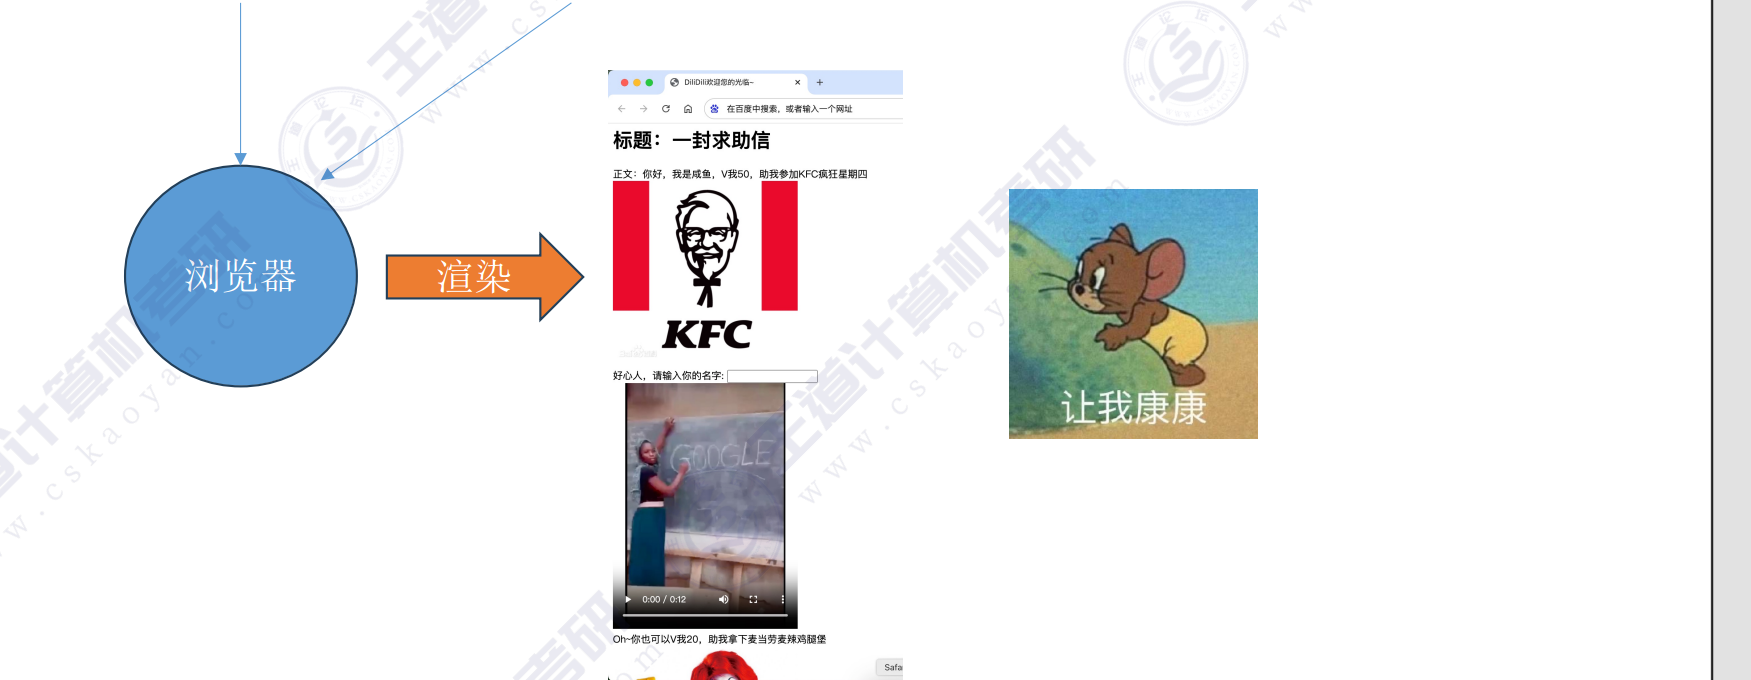 DiliDili欢迎您的光临~
在百度中搜索，或者输入一个网址
标题：一封求助信
正文：你好，我是咸鱼，V我50，助我参加KFC疯狂星期四
浏览器
渲染
KFC
好心人，请输入你的名字:
GOOGLE
让我康康
0:00 / 0:12
Oh~你也可以V我20，助我拿下麦当劳麦辣鸡腿堡
Safa
王道计算机考研
www.cskaoyan.com